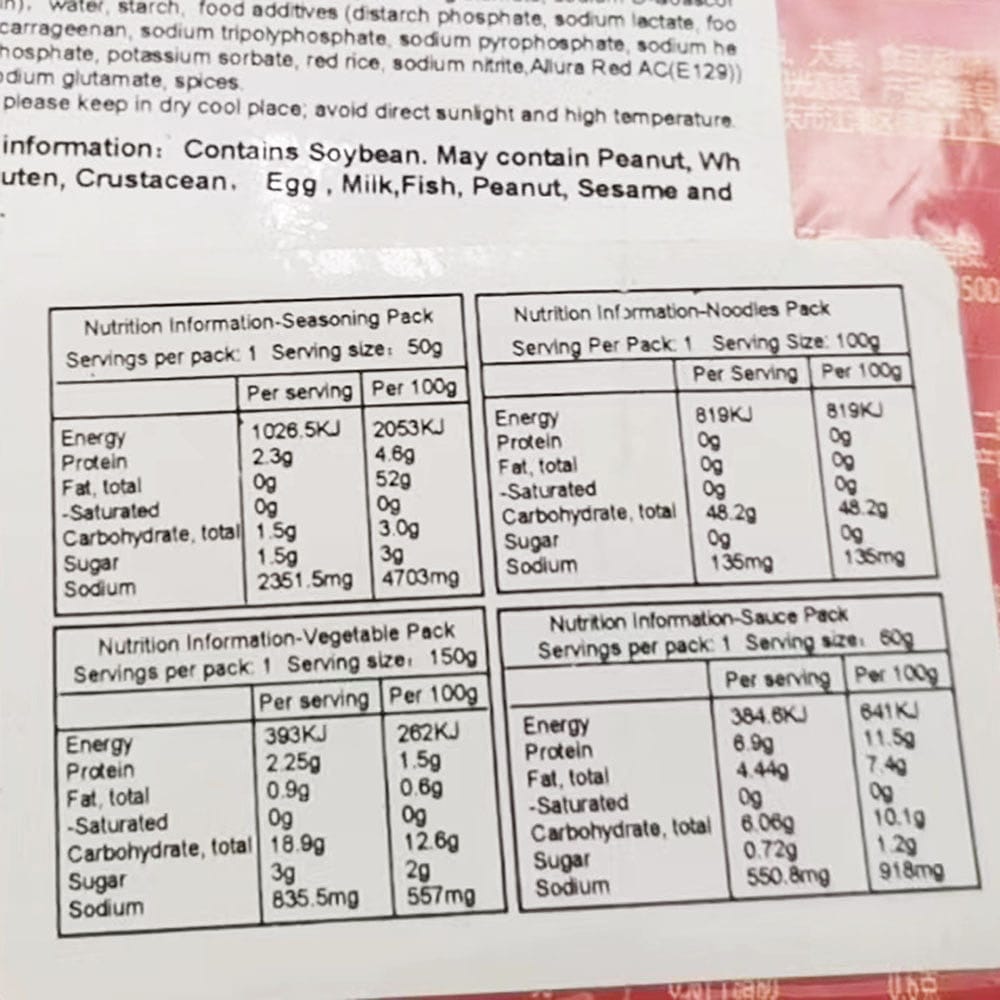 water, starch, food additives (distarch phosphate, sodium lactate, foo
carrageenan, sodium tripolyphosphate, sodium pyrophosphate, sodium he
hosphate, potassium sorbate, red rice, sodium nitrite,Allura Red AC(E129))
dium glutamate, spices.
please keep in dry cool place; avoid direct sunlight and high temperature.
information: Contains Soybean. May contain Peanut, Wh
uten, Crustacean, Egg , Milk,Fish, Peanut, Sesame and
500
Nutrition Information-Seasoning Pack
Servings per pack: 1 Serving size: 50g
Per serving Per 100g
Energy 1026.5KJ 2053KJ
Protein 2.3g 4.6g
Fat, total 0g 52g
-Saturated 0g 0g
Carbohydrate, total 1.5g 3.0g
Sugar 1.5g 3g
Sodium 2351.5mg 4703mg
Nutrition Information-Noodles Pack
Serving Per Pack: 1 Serving Size: 100g
Per Serving Per 100g
Energy 819KJ 819KJ
Protein 0g 0g
Fat, total 0g 0g
-Saturated 0g 0g
Carbohydrate, total 48.2g 48.2g
Sugar 0g 0g
Sodium 135mg 135mg
Nutrition Information-Vegetable Pack
Servings per pack: 1 Serving size: 150g
Per serving Per 100g
Energy 393KJ 262KJ
Protein 2.25g 1.5g
Fat, total 0.9g 0.6g
-Saturated 0g 0g
Carbohydrate, total 18.9g 12.6g
Sugar 3g 2g
Sodium 835.5mg 557mg
Nutrition Information-Sauce Pack
Servings per pack: 1 Serving size: 60g
Per serving Per 100g
Energy 384.6KJ 641KJ
Protein 6.9g 11.5g
Fat, total 4.44g 7.4g
-Saturated 0g 0g
Carbohydrate, total 6.06g 10.1g
Sugar 0.72g 1.2g
Sodium 550.8mg 918mg